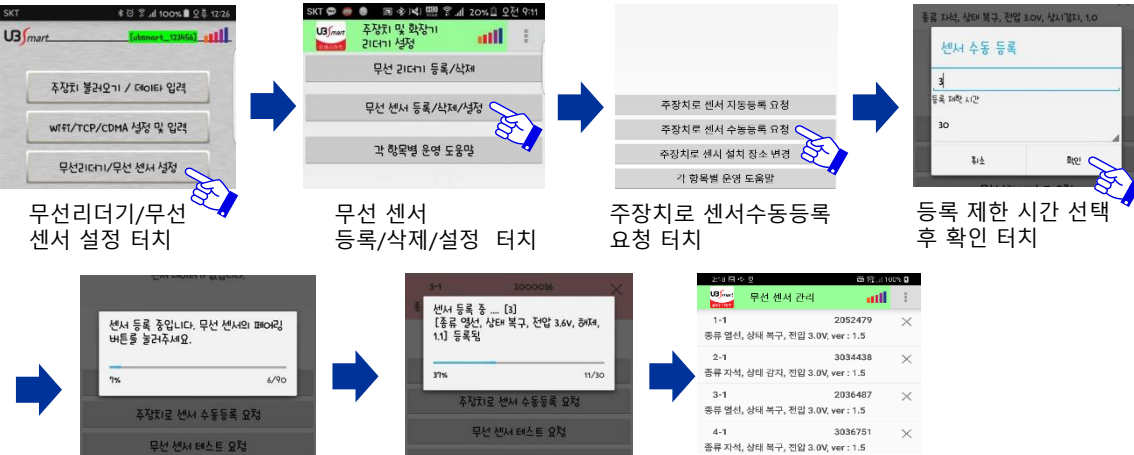 SKT 100% 오후 12:26
UBSmart [ubsmart_123456]
주장치 불러오기 / 데이타 입력
WIFI/TCP/CDMA 설정 및 입력
무선리더기/무선 센서 설정
무선리더기/무선
센서 설정 터치
SKT 20% 오전 9:11
UBSmart 주장치 및 확장기
리더기 설정
무선 리더기 등록/삭제
무선 센서 등록/삭제/설정
각 항목별 운영 도움말
무선 센서
등록/삭제/설정 터치
주장치로 센서 자동등록 요청
주장치로 센서 수동등록 요청
주장치로 센서 설치 장소 변경
각 항목별 운영 도움말
주장치로 센서수동등록
요청 터치
종류 자석, 상태 복구, 전압 3.0V, 상시감지, 1.0
센서 수동 등록
3
등록 제한 시간
30
취소 확인
등록 제한 시간 선택
후 확인 터치
센서 등록 중입니다. 무선 센서의 페어링
버튼을 눌러주세요.
7% 6/90
주장치로 센서 수동등록 요청
무선 센서 테스트 요청
3-1 2000036
센서 등록 중 .... [3]
[종류 열선, 상태 복구, 전압 3.6V, 해제,
1.1] 등록됨
37% 11/30
주장치로 센서 수동등록 요청
무선 센서 테스트 요청
2:18 100%
UBSmart 무선 센서 관리
1-1 2052479
종류 열선, 상태 복구, 전압 3.0V, ver : 1.5
2-1 3034438
종류 자석, 상태 감지, 전압 3.0V, ver : 1.5
3-1 2036487
종류 열선, 상태 복구, 전압 3.0V, ver : 1.5
4-1 3036751
종류 자석, 상태 복구, 전압 3.0V, ver : 1.5